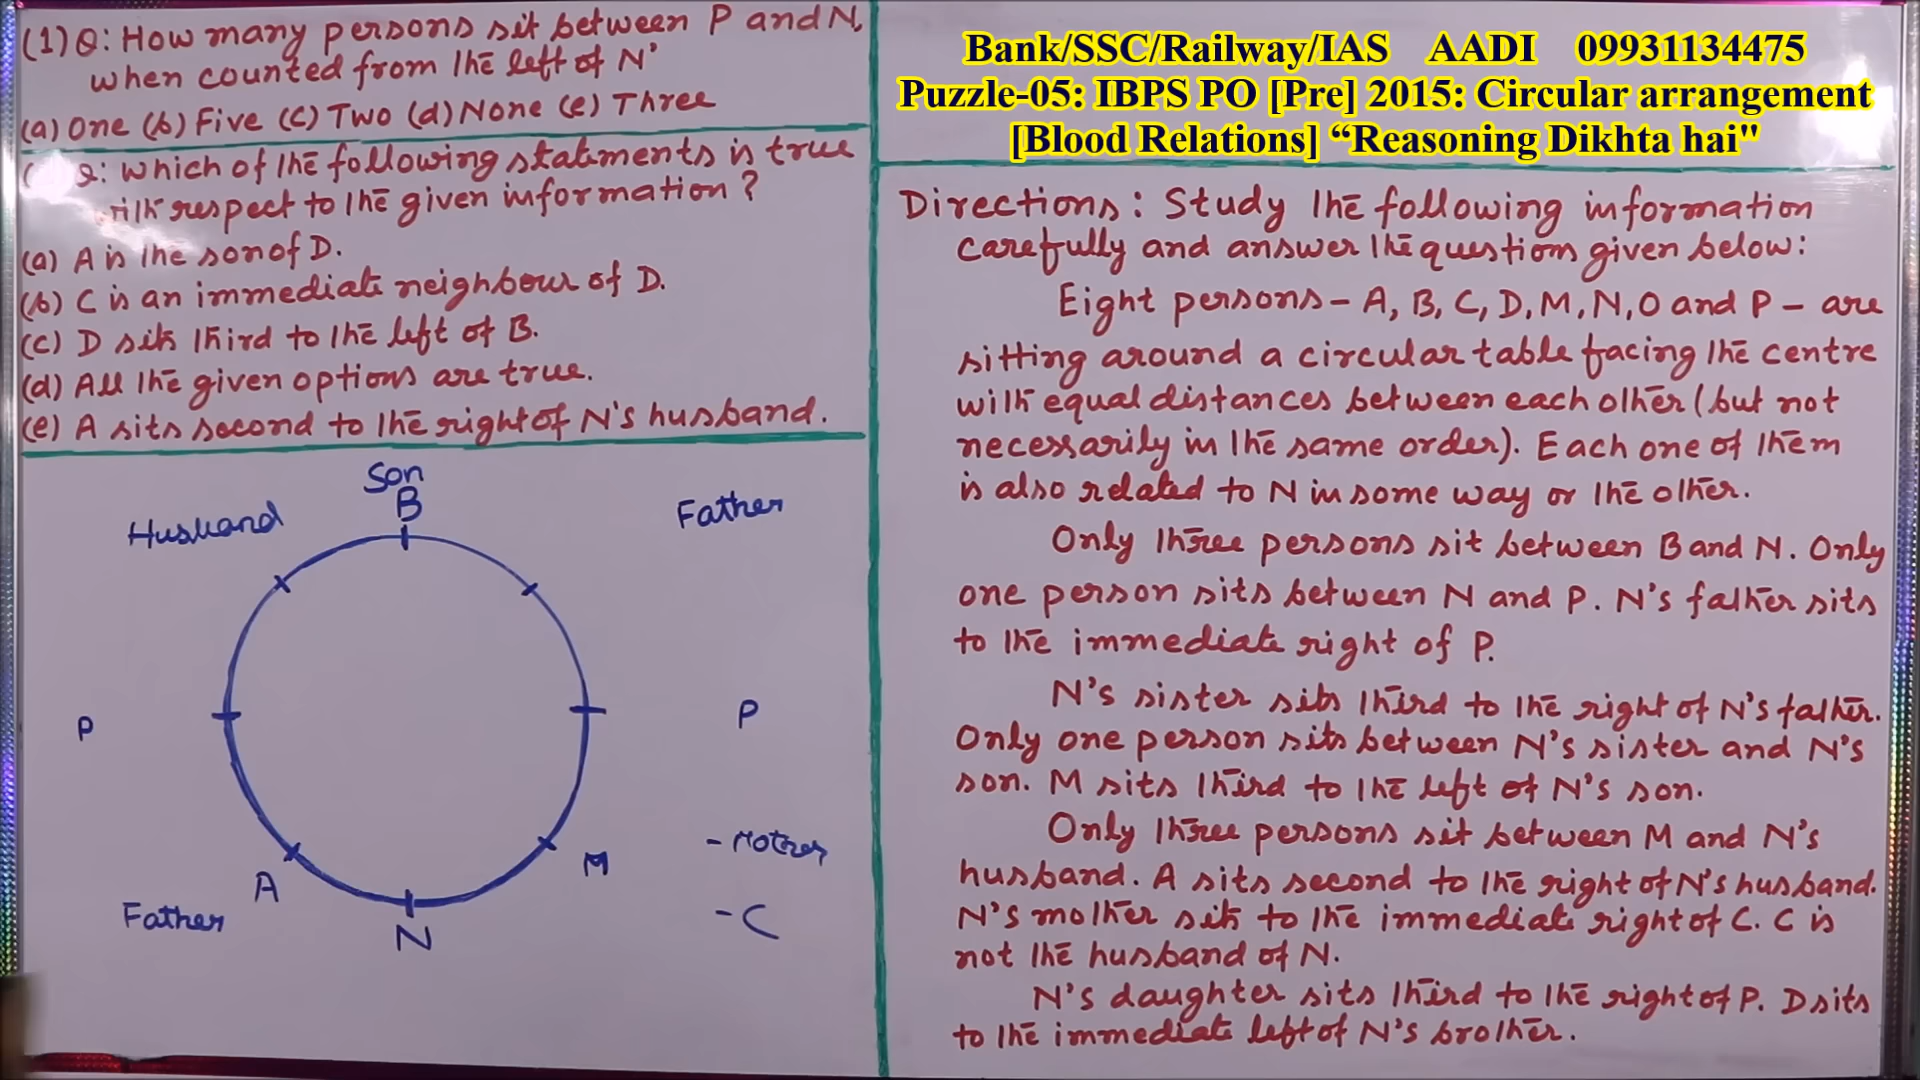 (1) Q: How many persons sit between P and N,
when counted from the left of N'
(a) One (b) Five (c) Two (d) None (e) Three
Q: which of the following statements is true
with respect to the given information?
(a) A is the son of D.
(b) C is an immediate neighbour of D.
(c) D sits third to the left of B.
(d) All the given options are true.
(e) A sits second to the right of N's husband.
Son
B
Husband
Father
P
P
A
M
- Mother
- C
Father
N
Bank/SSC/Railway/IAS AADI 09931134475
Puzzle-05: IBPS PO [Pre] 2015: Circular arrangement
[Blood Relations] “Reasoning Dikhta hai"
Directions: Study the following information
carefully and answer the questions given below:
Eight persons - A, B, C, D, M, N, O and P - are
sitting around a circular table facing the centre
with equal distances between each other (but not
necessarily in the same order). Each one of them
is also related to N in some way or the other.
Only three persons sit between B and N. Only
one person sits between N and P. N's father sits
to the immediate right of P.
N's sister sits third to the right of N's father.
Only one person sits between N's sister and N's
son. M sits third to the left of N's son.
Only three persons sit between M and N's
husband. A sits second to the right of N's husband.
N's mother sits to the immediate right of C. C is
not the husband of N.
N's daughter sits third to the right of P. D sits
to the immediate left of N's brother.